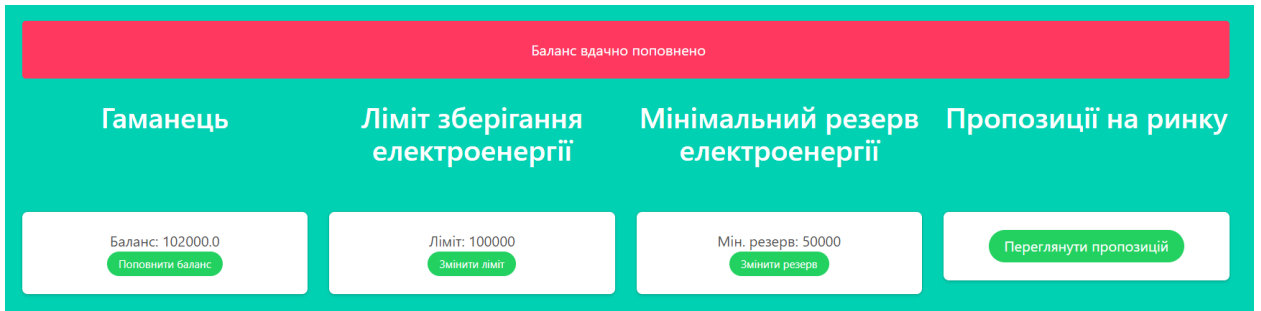 Баланс вдачно поповнено
Гаманець
Ліміт зберігання
електроенергії
Мінімальний резерв
електроенергії
Пропозиції на ринку
Баланс: 102000.0
Поповнити баланс
Ліміт: 100000
Змінити ліміт
Мін. резерв: 50000
Змінити резерв
Переглянути пропозицій